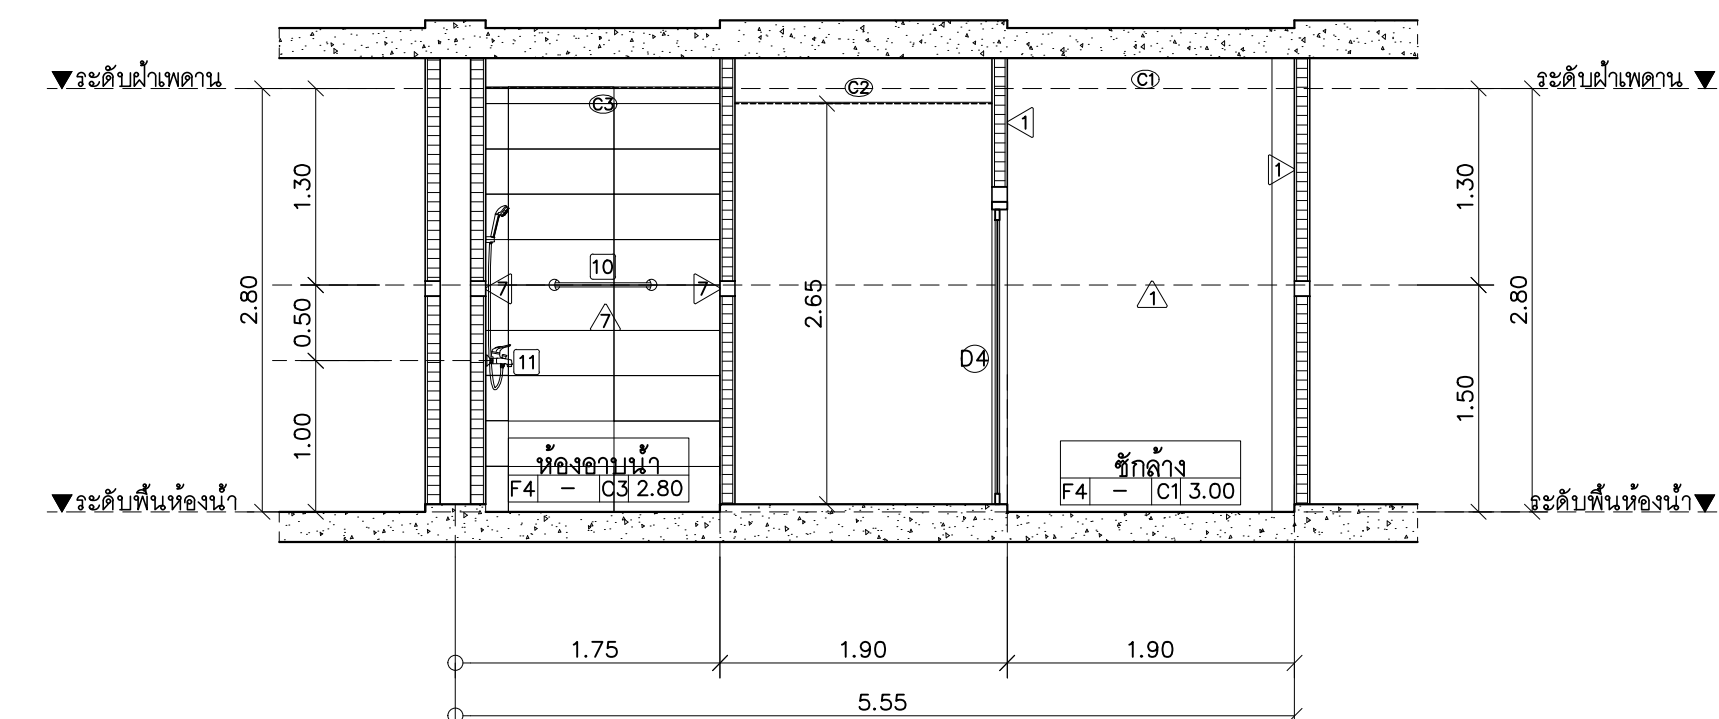 ▼ระดับฝ้าเพดาน
ระดับฝ้าเพดาน ▼
C3
C2
C1
1
1
1.30
1.30
2.80
0.50
1.00
10
7
7
7
11
2.65
D4
1
1.50
2.80
ห้องอาบน้ำ
F4 – C3 2.80
ซักล้าง
F4 – C1 3.00
▼ระดับพื้นห้องน้ำ
ระดับพื้นห้องน้ำ▼
1.75
1.90
1.90
5.55